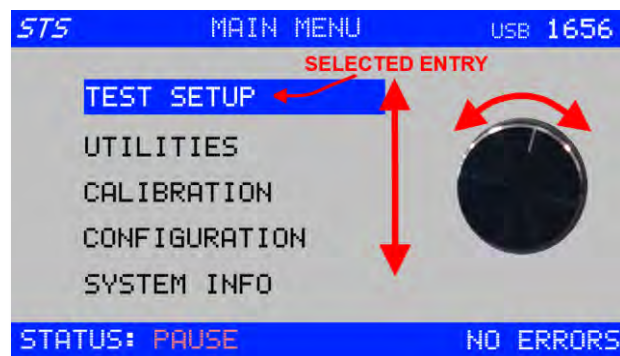 STS MAIN MENU USB 1656
SELECTED ENTRY
TEST SETUP
UTILITIES
CALIBRATION
CONFIGURATION
SYSTEM INFO
STATUS: PAUSE NO ERRORS